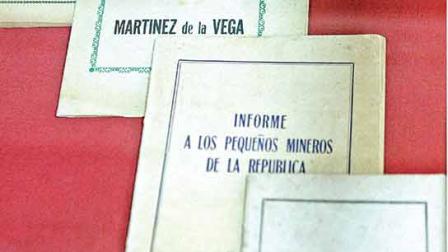 MARTINEZ de la VEGA
INFORME
A LOS PEQUEÑOS MINEROS
DE LA REPUBLICA